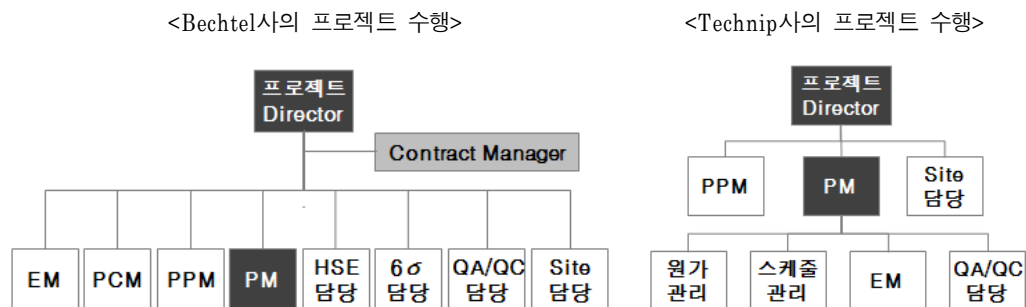 <Bechtel사의 프로젝트 수행>
<Technip사의 프로젝트 수행>
프로젝트
Director
Contract Manager
EM
PCM
PPM
PM
HSE
담당
6σ
담당
QA/QC
담당
Site
담당
프로젝트
Director
PPM
PM
Site
담당
원가
관리
스케줄
관리
EM
QA/QC
담당